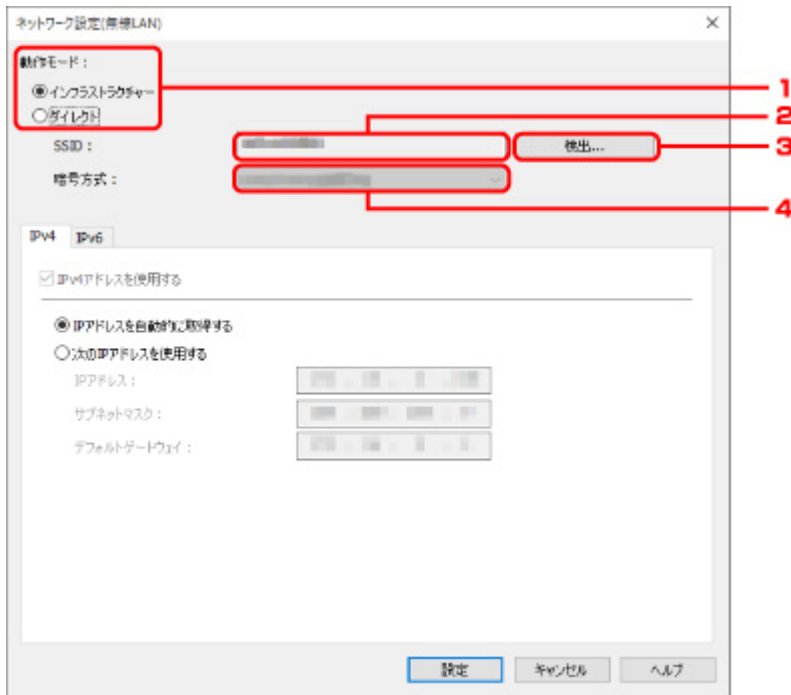 ネットワーク設定(無線LAN)
動作モード：
インフラストラクチャー
ダイレクト
1
2
SSID：
検出...
3
暗号方式：
4
IPv4 IPv6
IPv4アドレスを使用する
IPアドレスを自動的に取得する
次のIPアドレスを使用する
IPアドレス：
サブネットマスク：
デフォルトゲートウェイ：
設定 キャンセル ヘルプ